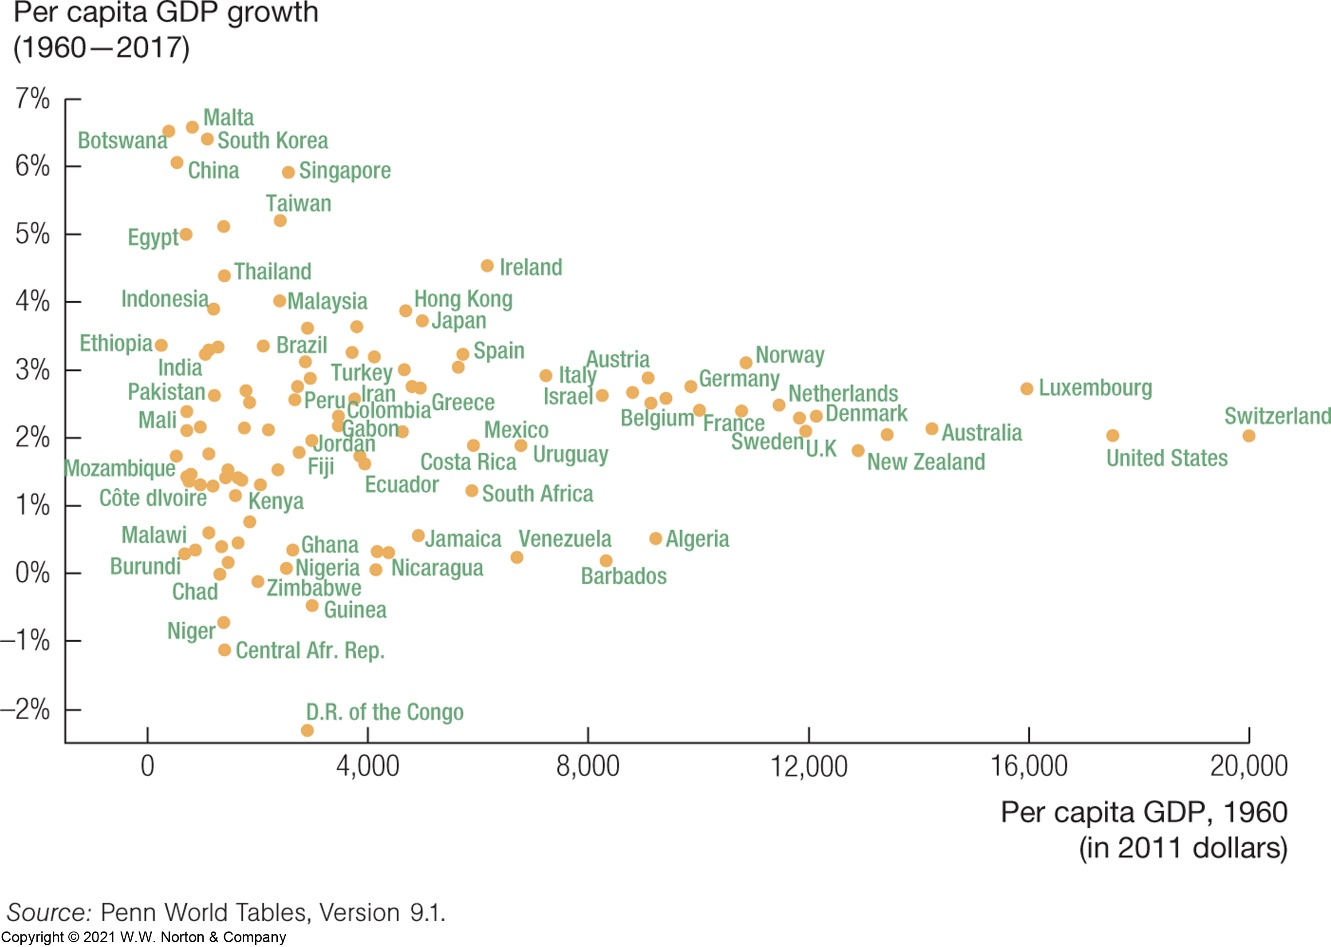 Per capita GDP growth
(1960—2017)
7%
Malta
Botswana
South Korea
6%
China
Singapore
Taiwan
5%
Egypt
Ireland
Thailand
4%
Indonesia
Malaysia
Hong Kong
Japan
Ethiopia
Brazil
Spain
Austria
Norway
3%
India
Turkey
Italy
Germany
Luxembourg
Pakistan
Peru
Iran
Israel
Netherlands
Colombia
Greece
Belgium
France
Denmark
Switzerland
Mali
Gabon
Mexico
2%
Jordan
Sweden
U.K
Australia
Mozambique
Fiji
Costa Rica
Uruguay
New Zealand
United States
Côte dIvoire
Kenya
Ecuador
South Africa
1%
Malawi
Ghana
Jamaica
Venezuela
Algeria
0%
Burundi
Nigeria
Nicaragua
Barbados
Chad
Zimbabwe
Guinea
Niger
–1%
Central Afr. Rep.
–2%
D.R. of the Congo
0
4,000
8,000
12,000
16,000
20,000
Per capita GDP, 1960
(in 2011 dollars)
Source: Penn World Tables, Version 9.1.
Copyright © 2021 W.W. Norton & Company